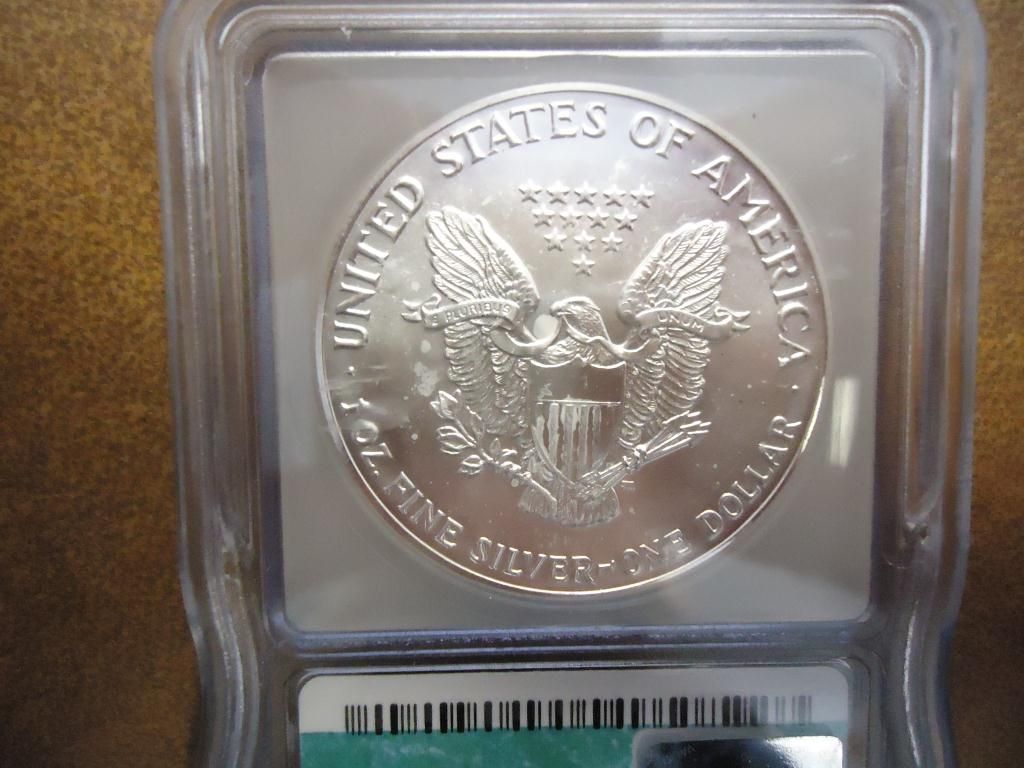 UNITED STATES OF AMERICA
E PLURIBUS UNUM
1 OZ. FINE SILVER-ONE DOLLAR